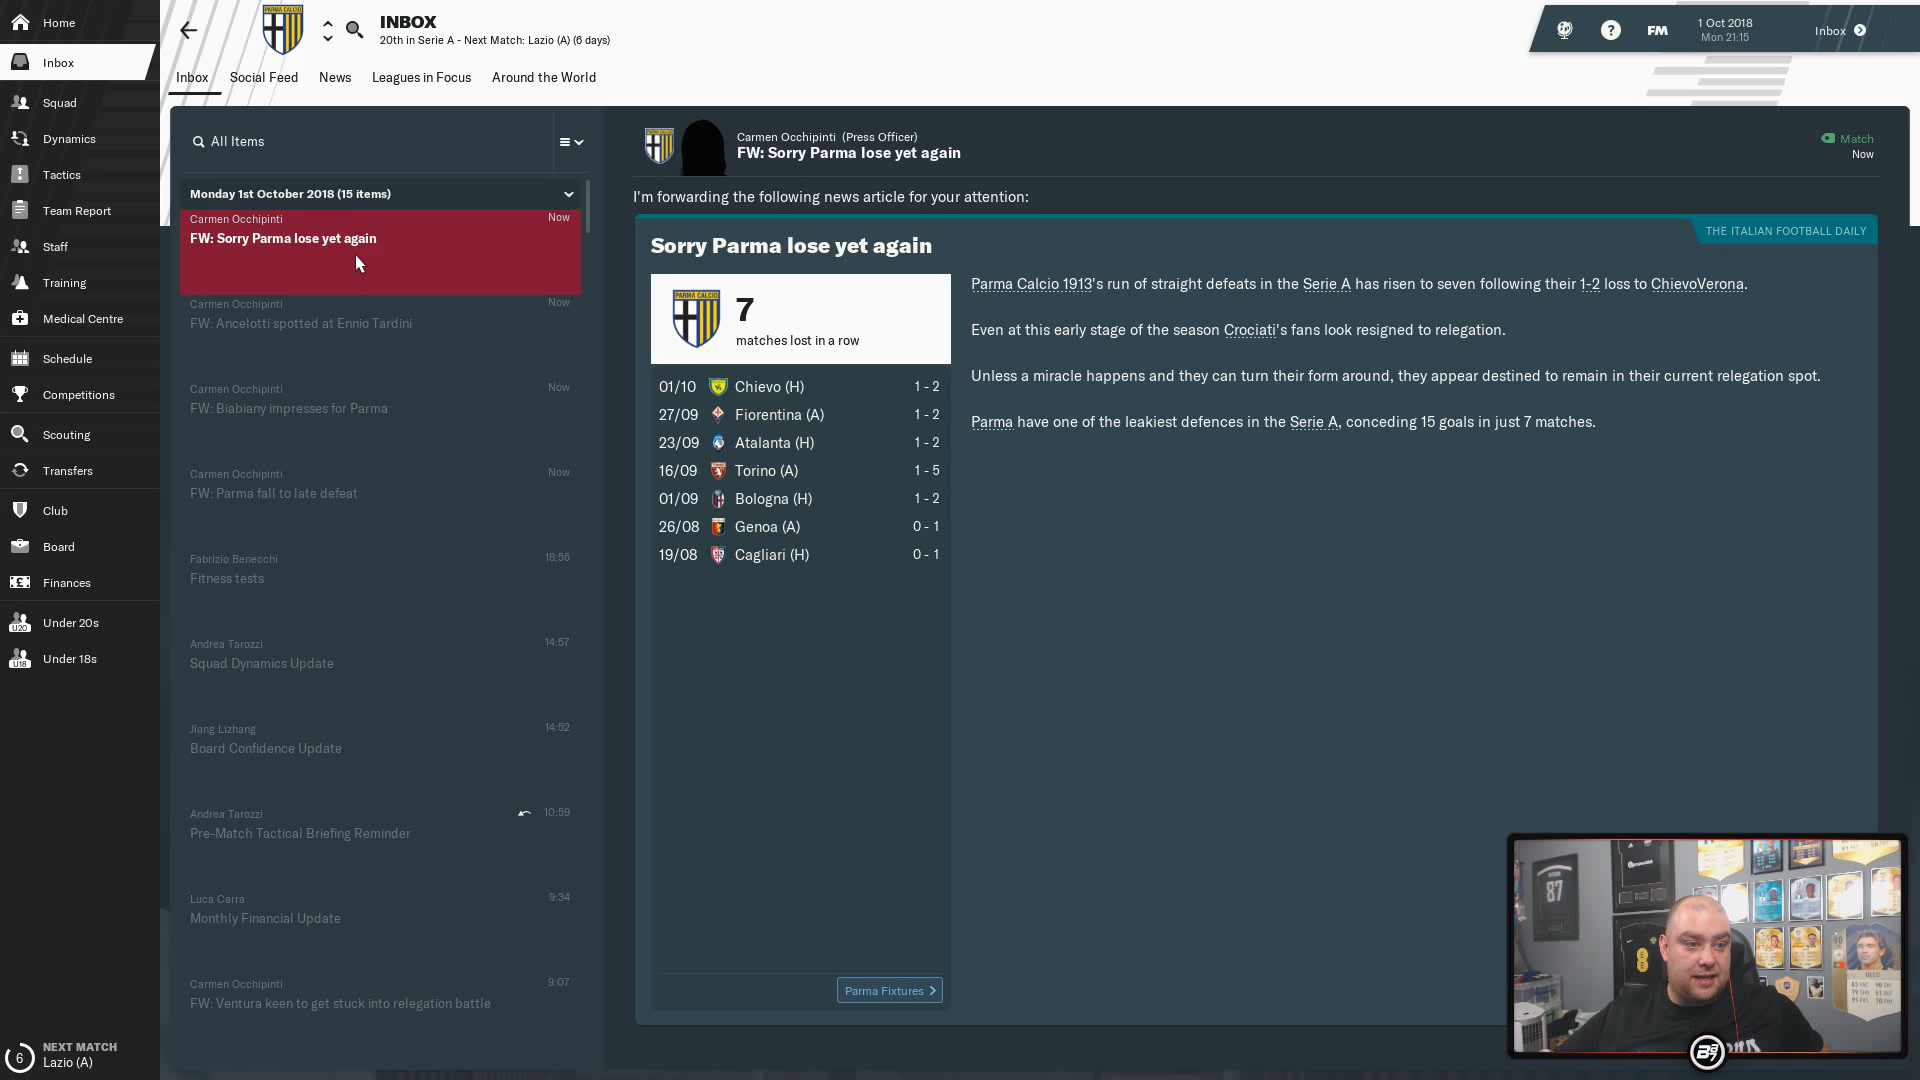 Home
Inbox
Squad
Dynamics
Tactics
Team Report
Staff
Training
Medical Centre
Schedule
Competitions
Scouting
Transfers
Club
Board
Finances
U20
Under 20s
U18
Under 18s
6
NEXT MATCH
Lazio (A)
PARMA CALCIO
INBOX
20th in Serie A - Next Match: Lazio (A) (6 days)
Inbox Social Feed News Leagues in Focus Around the World
? FM
1 Oct 2018
Mon 21:15
Inbox
All Items
Monday 1st October 2018 (15 items)
Carmen Occhipinti Now
FW: Sorry Parma lose yet again
Carmen Occhipinti Now
FW: Ancelotti spotted at Ennio Tardini
Carmen Occhipinti Now
FW: Biabiany impresses for Parma
Carmen Occhipinti Now
FW: Parma fall to late defeat
Fabrizio Benecchi 18:56
Fitness tests
Andrea Tarozzi 14:57
Squad Dynamics Update
Jiang Lizhang 14:52
Board Confidence Update
Andrea Tarozzi 10:59
Pre-Match Tactical Briefing Reminder
Luca Carra 9:34
Monthly Financial Update
Carmen Occhipinti 9:07
FW: Ventura keen to get stuck into relegation battle
Carmen Occhipinti (Press Officer)
FW: Sorry Parma lose yet again
Match
Now
I'm forwarding the following news article for your attention:
THE ITALIAN FOOTBALL DAILY
Sorry Parma lose yet again
PARMA CALCIO
7
matches lost in a row
01/10 Chievo (H) 1 - 2
27/09 Fiorentina (A) 1 - 2
23/09 Atalanta (H) 1 - 2
16/09 Torino (A) 1 - 5
01/09 Bologna (H) 1 - 2
26/08 Genoa (A) 0 - 1
19/08 Cagliari (H) 0 - 1
Parma Fixtures
Parma Calcio 1913's run of straight defeats in the Serie A has risen to seven following their 1-2 loss to ChievoVerona.
Even at this early stage of the season Crociati's fans look resigned to relegation.
Unless a miracle happens and they can turn their form around, they appear destined to remain in their current relegation spot.
Parma have one of the leakiest defences in the Serie A, conceding 15 goals in just 7 matches.
87
90